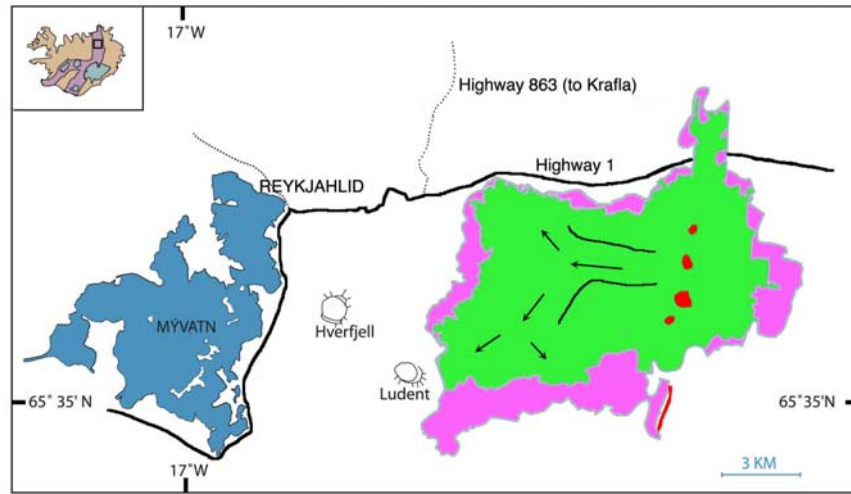 17°W
Highway 863 (to Krafla)
Highway 1
REYKJAHLID
MÝVATN
Hverfjell
Ludent
65° 35' N
65°35'N
17°W
3 KM